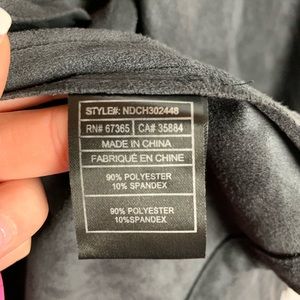 STYLE#: NDCH302448
RN# 67365 CA# 35884
MADE IN CHINA
FABRIQUÉ EN CHINE
90% POLYESTER
10% SPANDEX
90% POLYESTER
10%SPANDEX